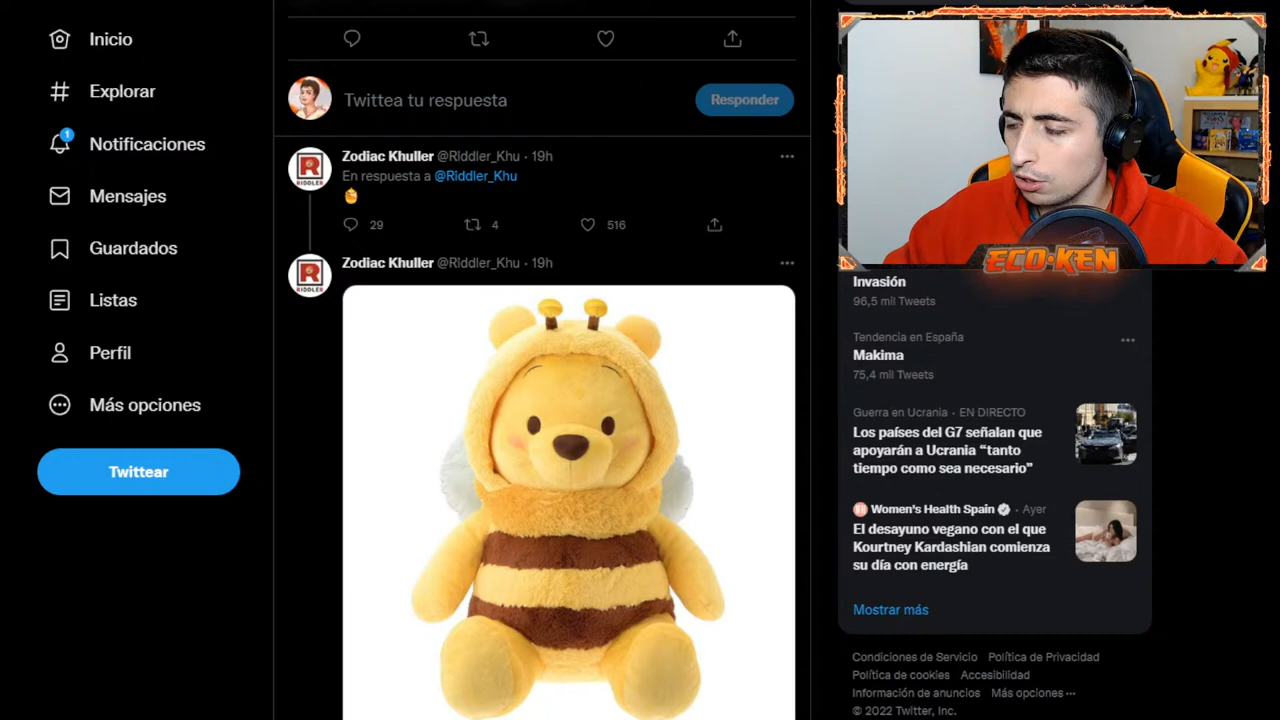 Inicio
Explorar
1
Notificaciones
Mensajes
Guardados
Listas
Perfil
Más opciones
Twittear
Twittea tu respuesta
Responder
Zodiac Khuller @Riddler_Khu · 19h
En respuesta a @Riddler_Khu
29
4
516
Zodiac Khuller @Riddler_Khu · 19h
R
RIDDLER
R
RIDDLER
ECO·KEN
Invasión
96,5 mil Tweets
Tendencia en España
Makima
75,4 mil Tweets
Guerra en Ucrania · EN DIRECTO
Los países del G7 señalan que
apoyarán a Ucrania “tanto
tiempo como sea necesario”
Women's Health Spain · Ayer
El desayuno vegano con el que
Kourtney Kardashian comienza
su día con energía
Mostrar más
Condiciones de Servicio Política de Privacidad
Política de cookies Accesibilidad
Información de anuncios Más opciones ···
© 2022 Twitter, Inc.